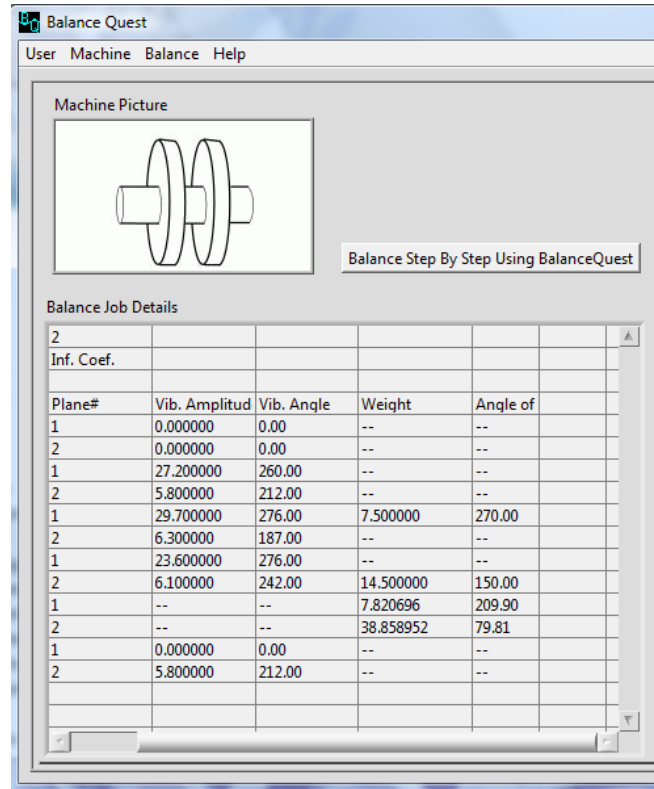 BQ Balance Quest
User Machine Balance Help
Machine Picture
Balance Step By Step Using BalanceQuest
Balance Job Details
2
Inf. Coef.
Plane# Vib. Amplitud Vib. Angle Weight Angle of
1 0.000000 0.00 -- --
2 0.000000 0.00 -- --
1 27.200000 260.00 -- --
2 5.800000 212.00 -- --
1 29.700000 276.00 7.500000 270.00
2 6.300000 187.00 -- --
1 23.600000 276.00 -- --
2 6.100000 242.00 14.500000 150.00
1 -- -- 7.820696 209.90
2 -- -- 38.858952 79.81
1 0.000000 0.00 -- --
2 5.800000 212.00 -- --